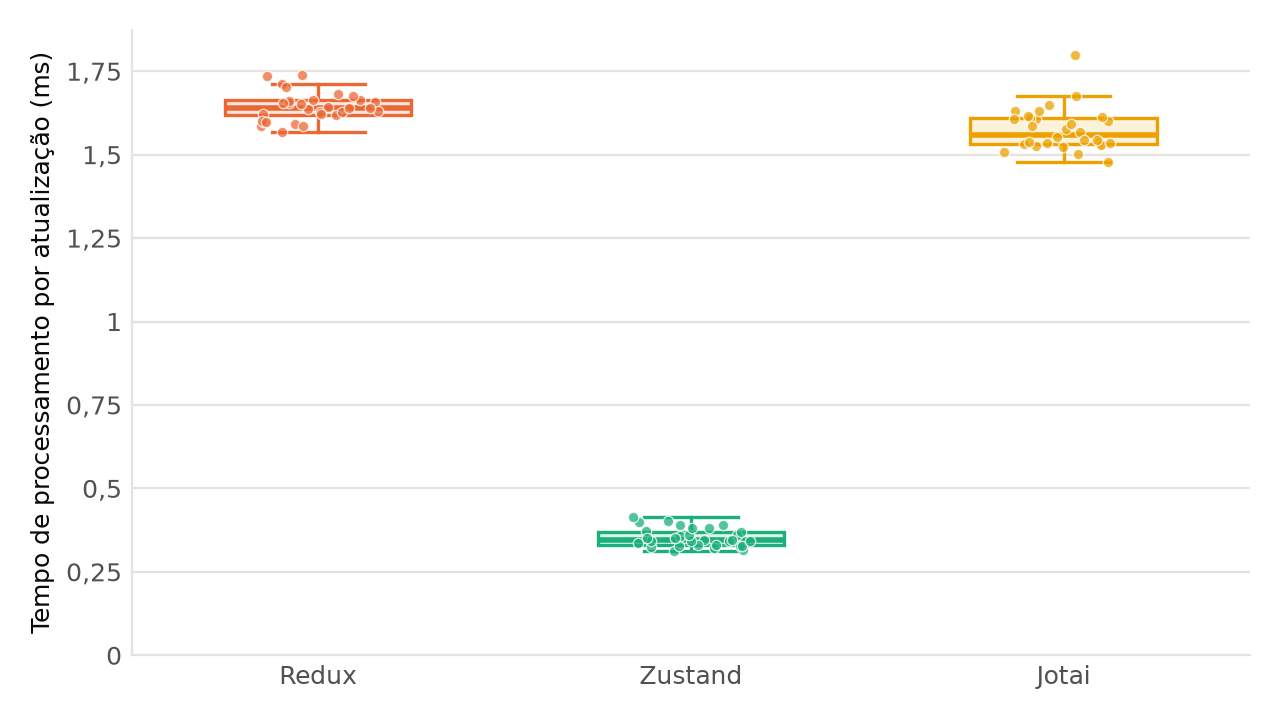 Tempo de processamento por atualização (ms)
1,75
1,5
1,25
1
0,75
0,5
0,25
0
Redux
Zustand
Jotai